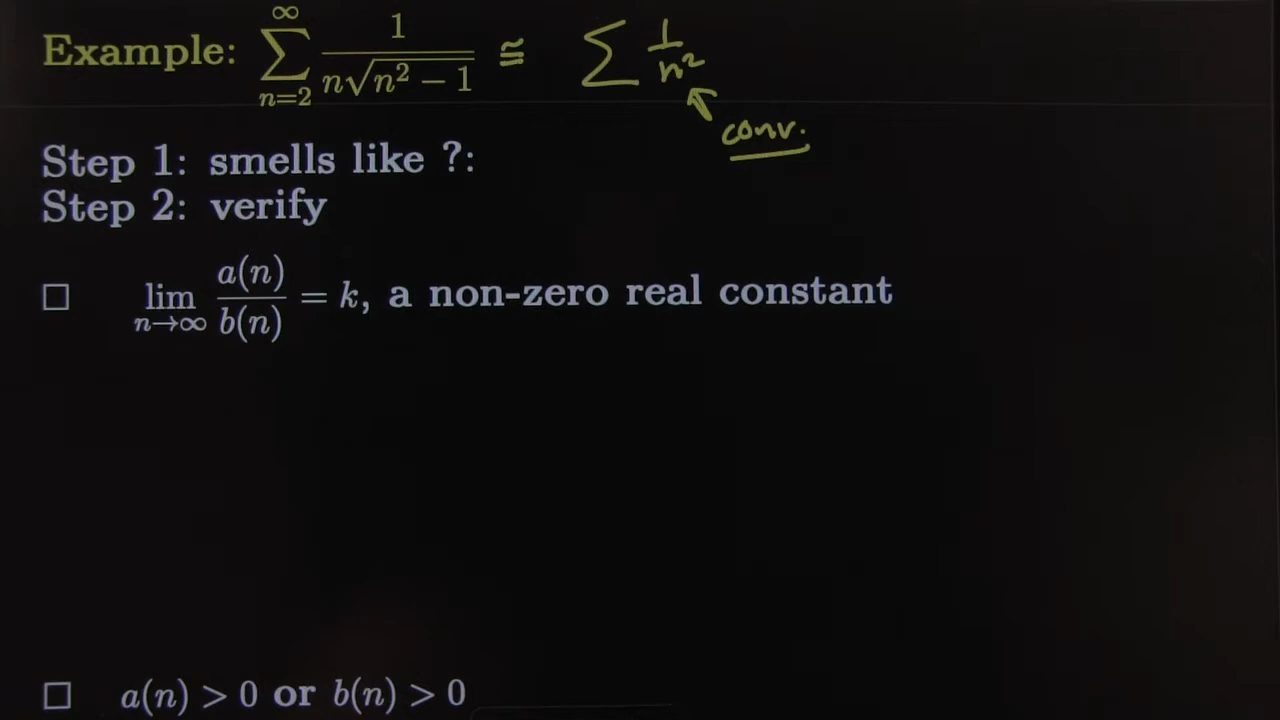 Example: ∑_{n=2}^{∞} 1/(n√(n² − 1)) ≅ ∑ 1/n²
conv.
Step 1: smells like ?:
Step 2: verify
□ lim_{n→∞} a(n)/b(n) = k, a non-zero real constant
□ a(n) > 0 or b(n) > 0